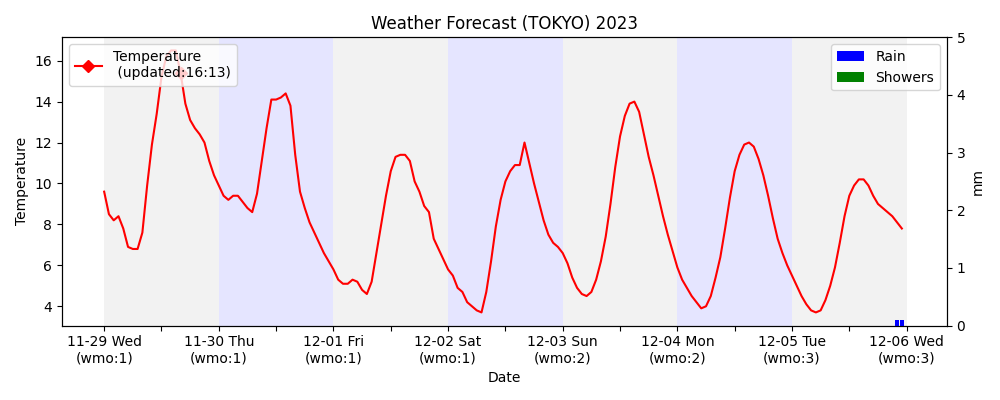 Weather Forecast (TOKYO) 2023
Temperature
(updated:16:13)
Rain
Showers
Temperature
16
14
12
10
8
6
4
5
4
3
2
1
0
mm
11-29 Wed
(wmo:1)
11-30 Thu
(wmo:1)
12-01 Fri
(wmo:1)
12-02 Sat
(wmo:1)
12-03 Sun
(wmo:2)
12-04 Mon
(wmo:2)
12-05 Tue
(wmo:3)
12-06 Wed
(wmo:3)
Date